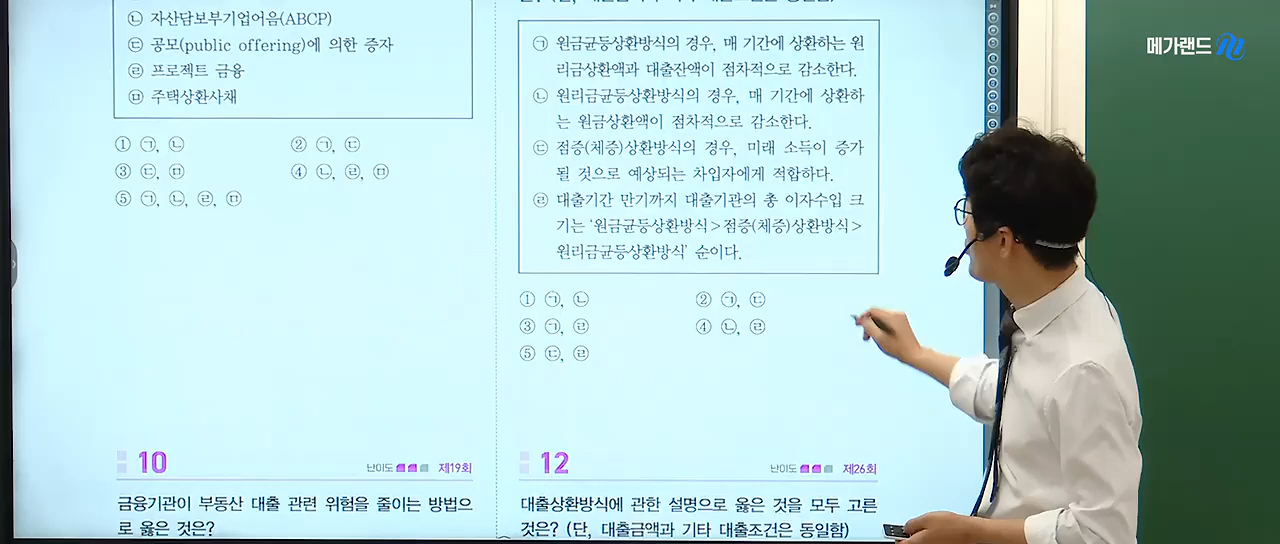 ㉡ 자산담보부기업어음(ABCP)
㉢ 공모(public offering)에 의한 증자
㉣ 프로젝트 금융
㉤ 주택상환사채
① ㉠, ㉡
② ㉠, ㉢
③ ㉢, ㉤
④ ㉡, ㉣, ㉤
⑤ ㉠, ㉡, ㉣, ㉤
10
난이도
제19회
금융기관이 부동산 대출 관련 위험을 줄이는 방법으
로 옳은 것은?
㉠ 원금균등상환방식의 경우, 매 기간에 상환하는 원
리금상환액과 대출잔액이 점차적으로 감소한다.
㉡ 원리금균등상환방식의 경우, 매 기간에 상환하
는 원금상환액이 점차적으로 감소한다.
㉢ 점증(체증)상환방식의 경우, 미래 소득이 증가
될 것으로 예상되는 차입자에게 적합하다.
㉣ 대출기간 만기까지 대출기관의 총 이자수입 크
기는 '원금균등상환방식>점증(체증)상환방식>
원리금균등상환방식' 순이다.
① ㉠, ㉡
② ㉠, ㉢
③ ㉠, ㉣
④ ㉡, ㉣
⑤ ㉢, ㉣
12
난이도
제26회
대출상환방식에 관한 설명으로 옳은 것을 모두 고른
것은? (단, 대출금액과 기타 대출조건은 동일함)
메가랜드